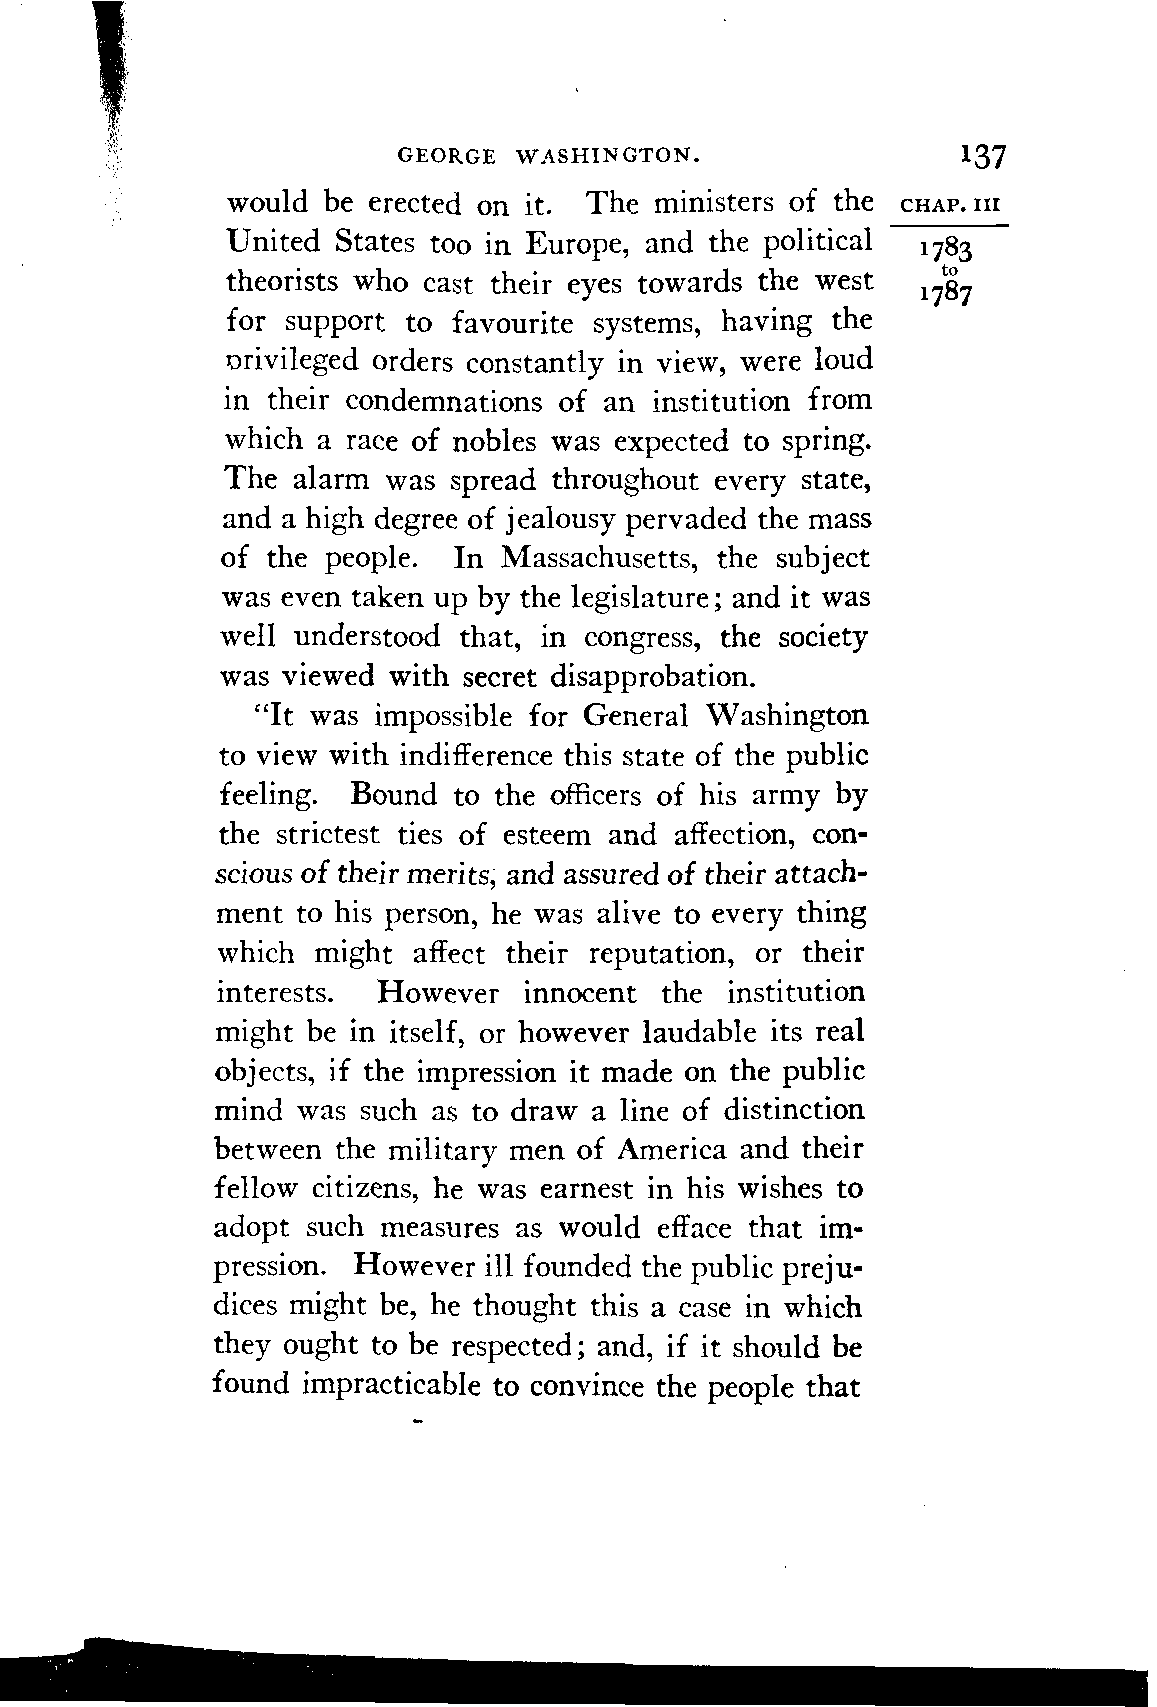 GEORGE WASHINGTON. 137
would be erected on it. The ministers of the
CHAP. III
United States too in Europe, and the political
1783
to
1787
theorists who cast their eyes towards the west
for support to favourite systems, having the
privileged orders constantly in view, were loud
in their condemnations of an institution from
which a race of nobles was expected to spring.
The alarm was spread throughout every state,
and a high degree of jealousy pervaded the mass
of the people. In Massachusetts, the subject
was even taken up by the legislature; and it was
well understood that, in congress, the society
was viewed with secret disapprobation.
"It was impossible for General Washington
to view with indifference this state of the public
feeling. Bound to the officers of his army by
the strictest ties of esteem and affection, con-
scious of their merits, and assured of their attach-
ment to his person, he was alive to every thing
which might affect their reputation, or their
interests. However innocent the institution
might be in itself, or however laudable its real
objects, if the impression it made on the public
mind was such as to draw a line of distinction
between the military men of America and their
fellow citizens, he was earnest in his wishes to
adopt such measures as would efface that im-
pression. However ill founded the public preju-
dices might be, he thought this a case in which
they ought to be respected; and, if it should be
found impracticable to convince the people that